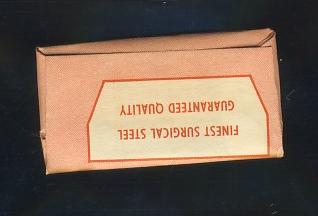 FINEST SURGICAL STEEL
GUARANTEED QUALITY